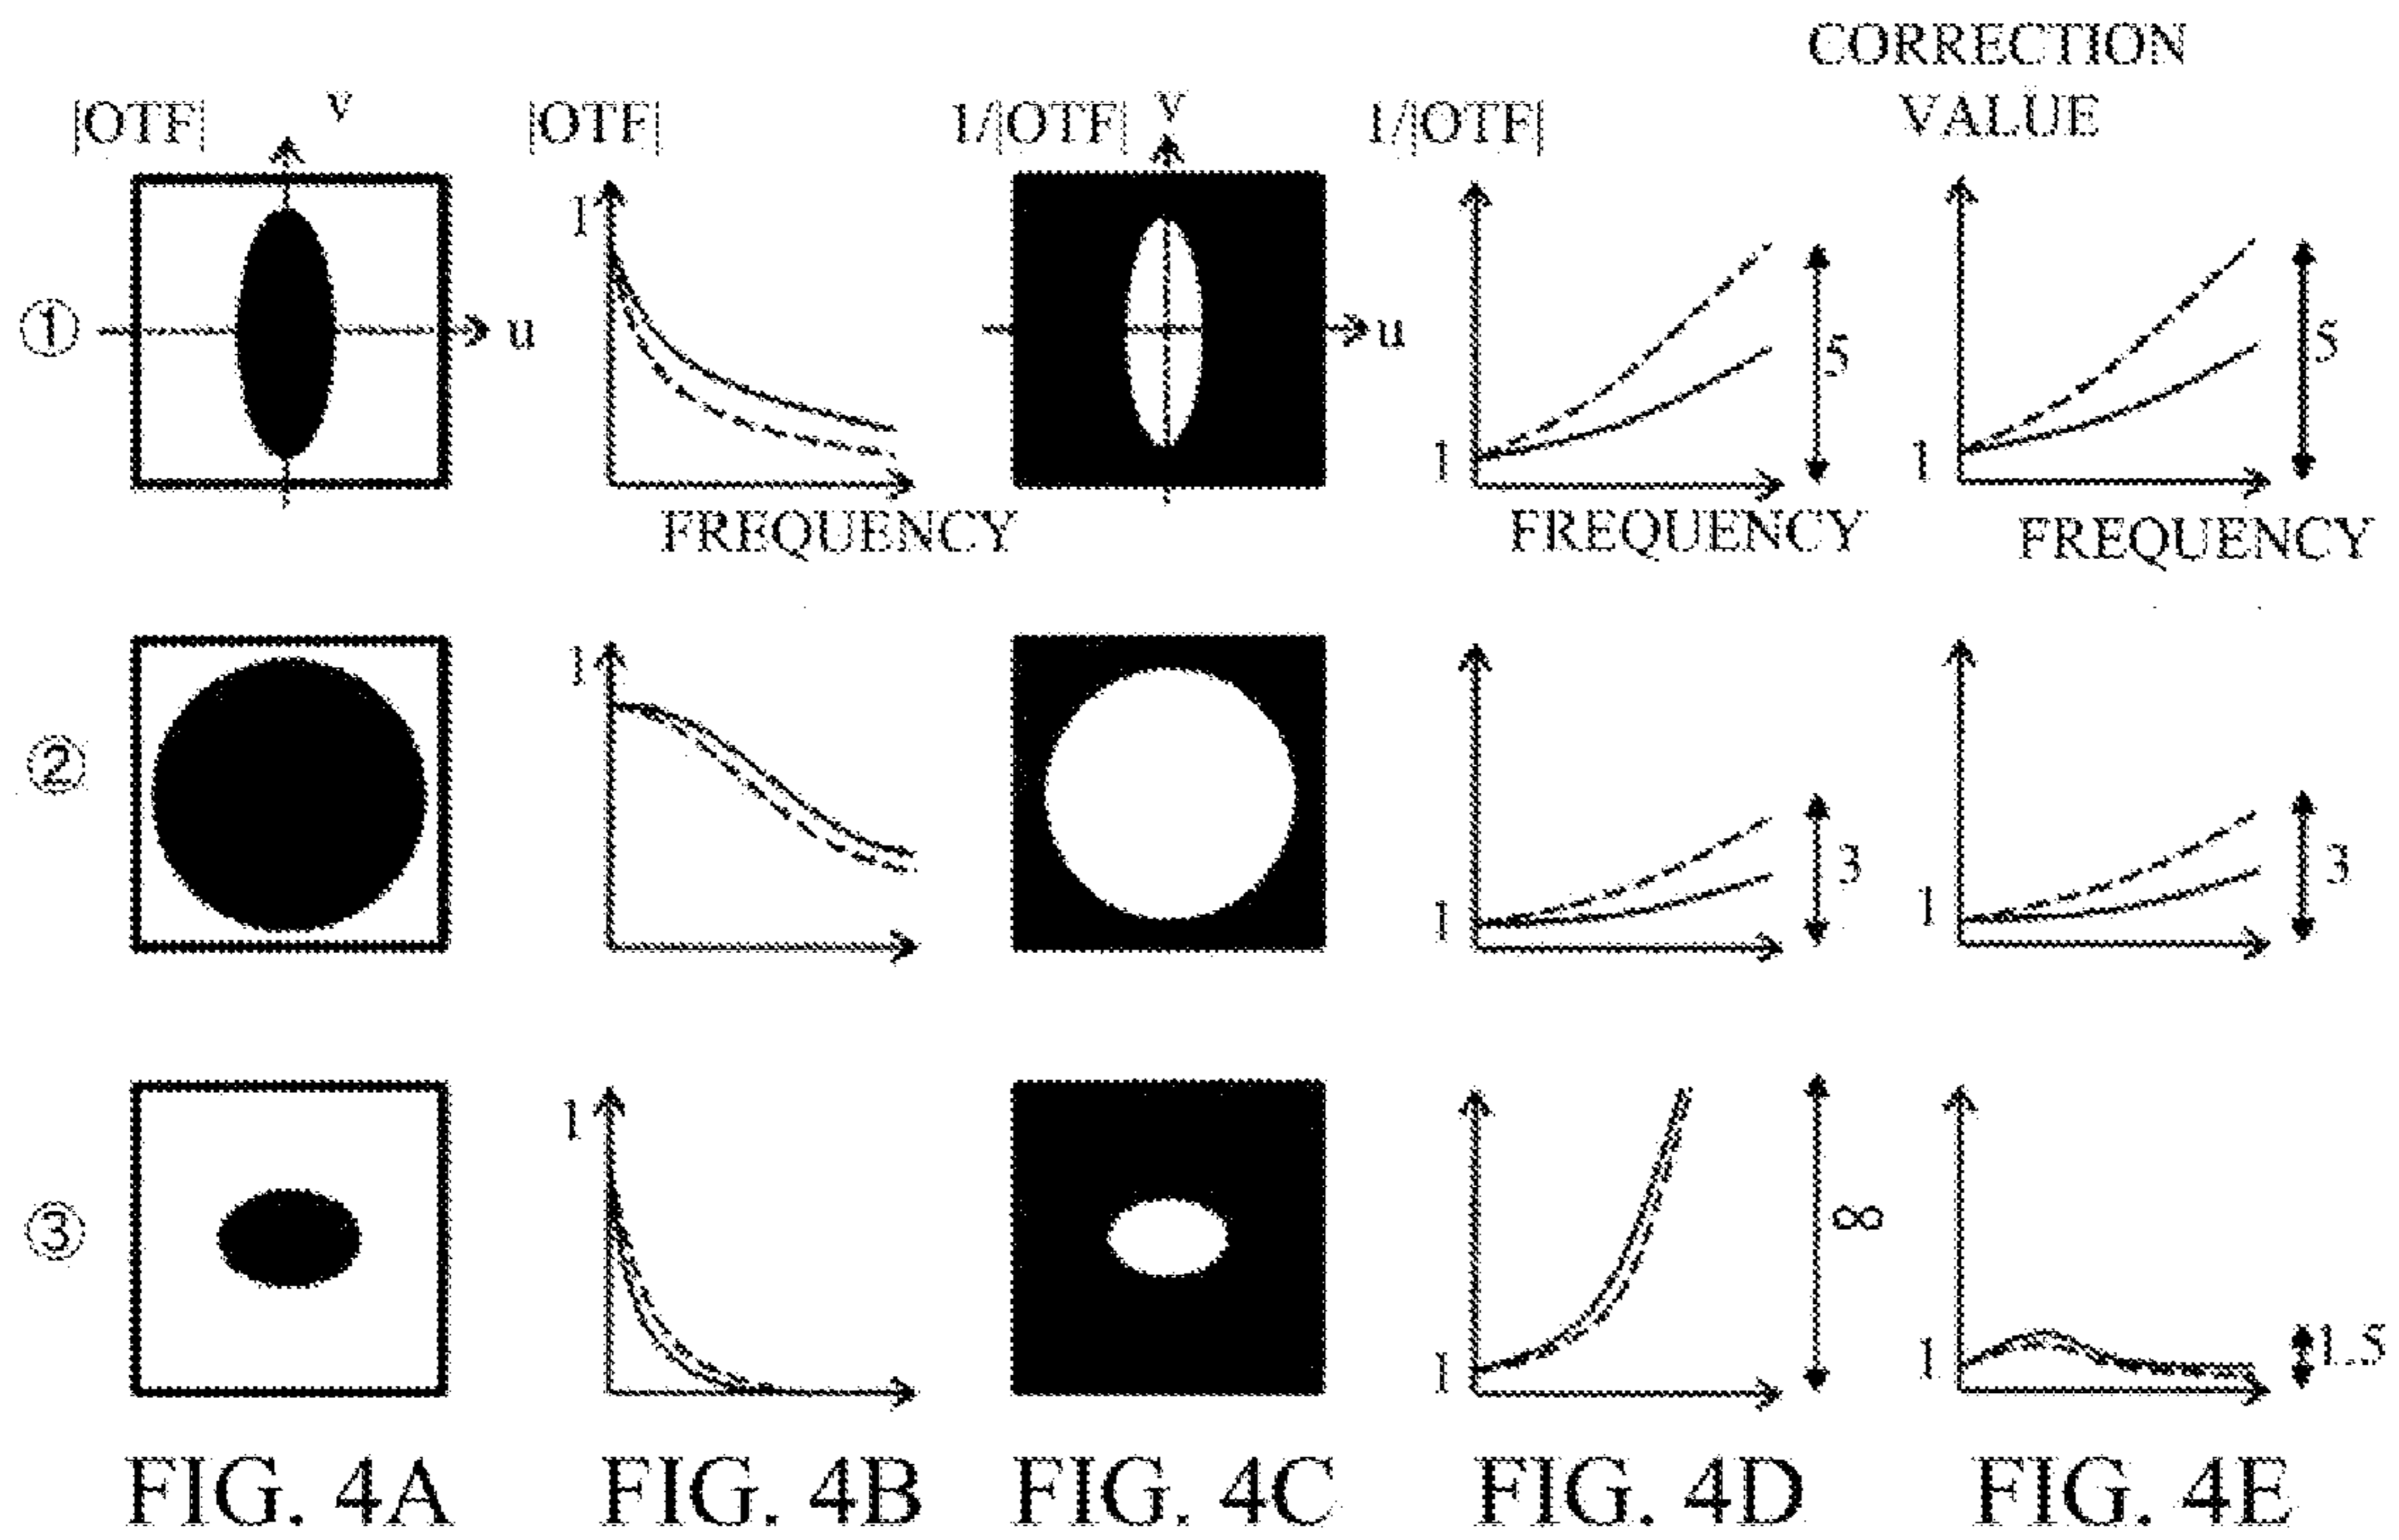 CORRECTION
VALUE
|OTF| v
|OTF|
1/|OTF| v
1/|OTF|
1
①
u
u
5
5
1
1
FREQUENCY
FREQUENCY
FREQUENCY
②
1
3
3
1
1
③
1
∞
1
1
1.5
FIG. 4A
FIG. 4B
FIG. 4C
FIG. 4D
FIG. 4E